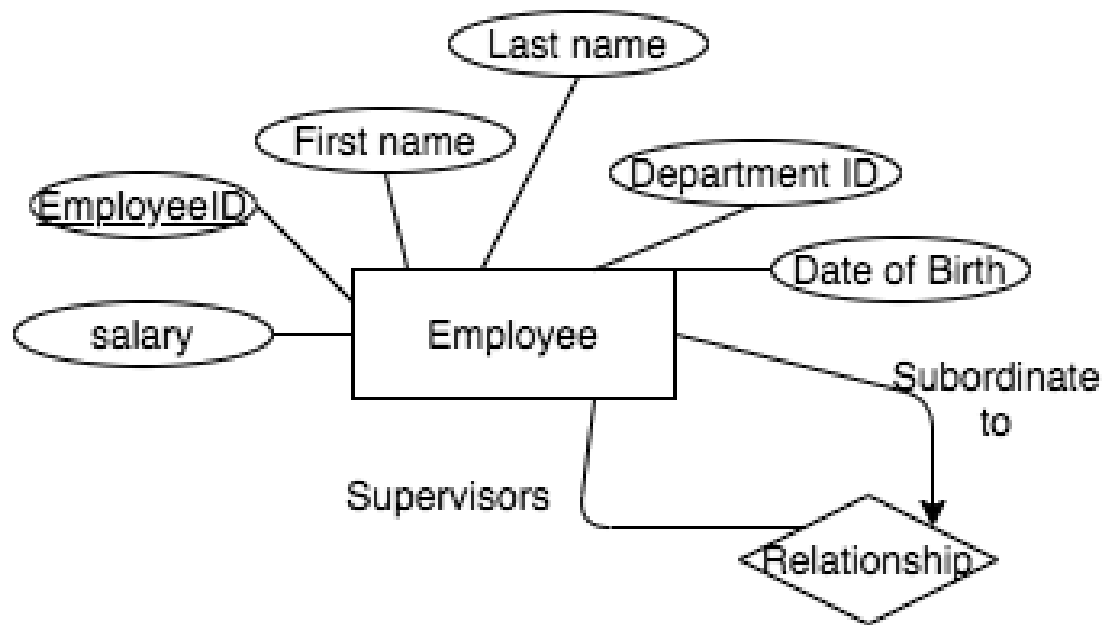 Last name
First name
Department ID
EmployeeID
Date of Birth
salary
Employee
Subordinate
to
Supervisors
Relationship